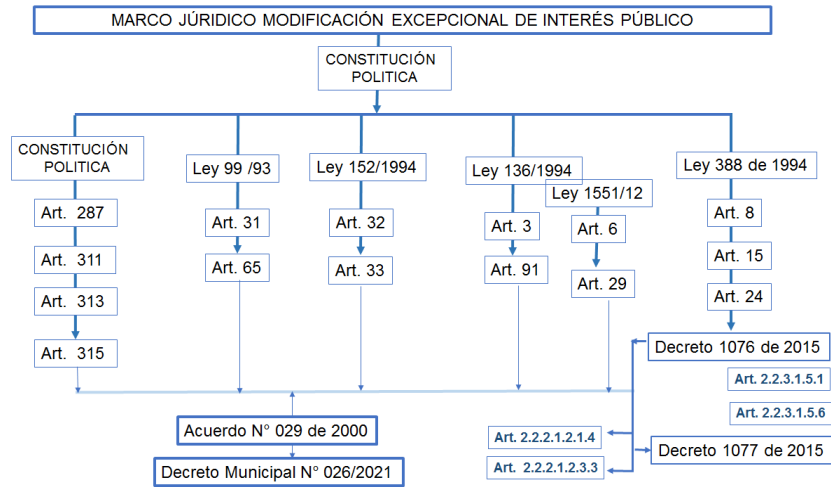 MARCO JÚRIDICO MODIFICACIÓN EXCEPCIONAL DE INTERÉS PÚBLICO
CONSTITUCIÓN
POLITICA
CONSTITUCIÓN
POLITICA
Art. 287
Art. 311
Art. 313
Art. 315
Ley 99 /93
Art. 31
Art. 65
Ley 152/1994
Art. 32
Art. 33
Ley 136/1994
Art. 3
Art. 91
Ley 1551/12
Art. 6
Art. 29
Ley 388 de 1994
Art. 8
Art. 15
Art. 24
Decreto 1076 de 2015
Art. 2.2.3.1.5.1
Art. 2.2.3.1.5.6
Decreto 1077 de 2015
Art. 2.2.2.1.2.1.4
Art. 2.2.2.1.2.3.3
Acuerdo N° 029 de 2000
Decreto Municipal N° 026/2021